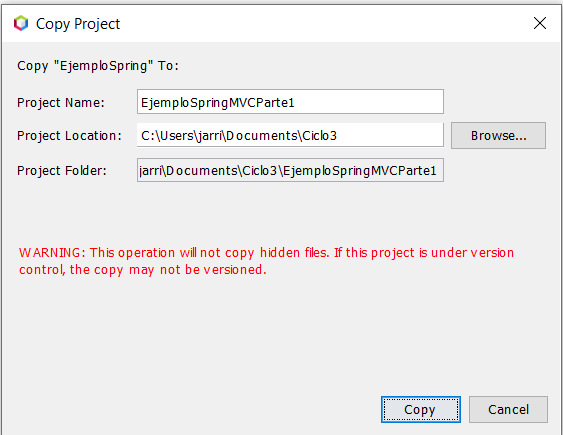 Copy Project
Copy "EjemploSpring" To:
Project Name: EjemploSpringMVCParte1
Project Location: C:\Users\jarri\Documents\Ciclo3 Browse...
Project Folder: jarri\Documents\Ciclo3\EjemploSpringMVCParte1
WARNING: This operation will not copy hidden files. If this project is under version
control, the copy may not be versioned.
Copy Cancel